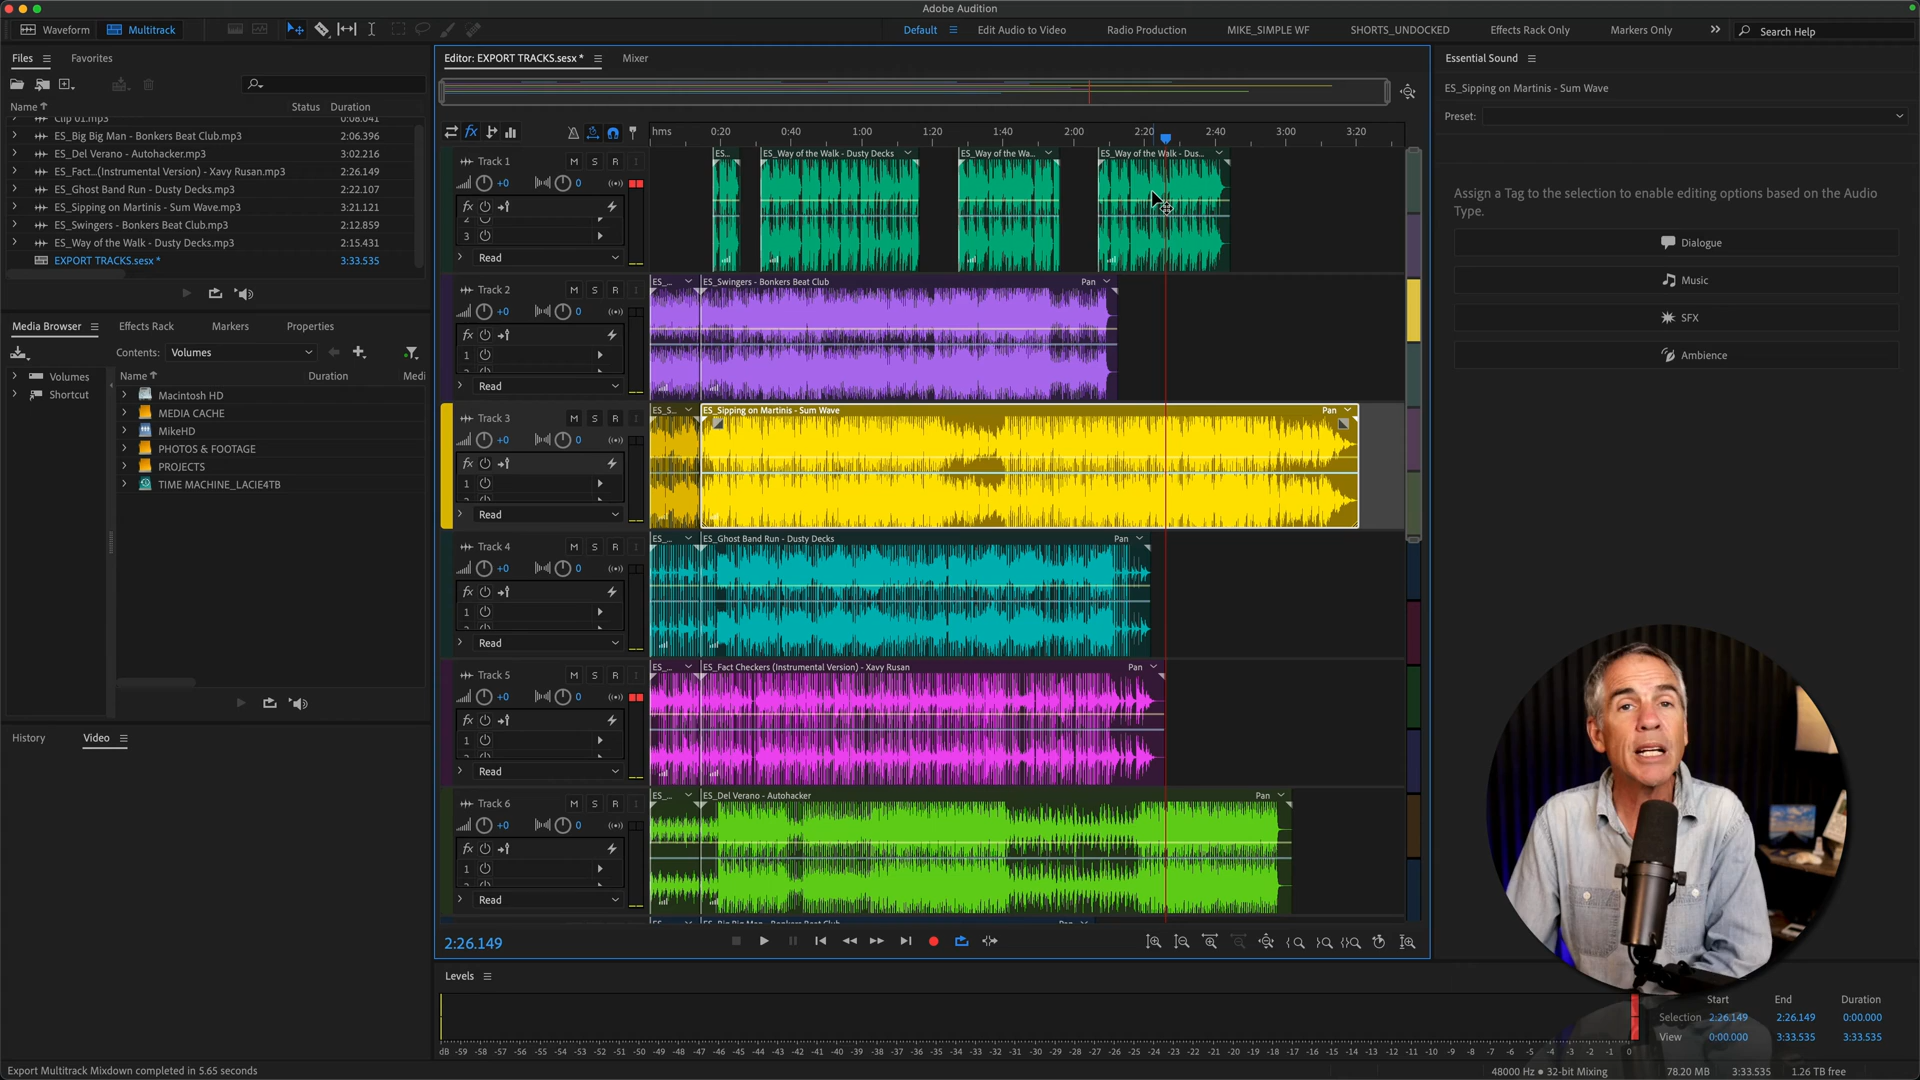 Adobe Audition
Waveform
Multitrack
Default
Edit Audio to Video
Radio Production
MIKE_SIMPLE WF
SHORTS_UNDOCKED
Effects Rack Only
Markers Only
Search Help
Files
Favorites
Name
Status
Duration
Clip 01.mp3
0:08.041
ES_Big Big Man - Bonkers Beat Club.mp3
2:06.396
ES_Del Verano - Autohacker.mp3
3:02.216
ES_Fact...(Instrumental Version) - Xavy Rusan.mp3
2:26.149
ES_Ghost Band Run - Dusty Decks.mp3
2:22.107
ES_Sipping on Martinis - Sum Wave.mp3
3:21.121
ES_Swingers - Bonkers Beat Club.mp3
2:12.859
ES_Way of the Walk - Dusty Decks.mp3
2:15.431
EXPORT TRACKS.sesx *
3:33.535
Media Browser
Effects Rack
Markers
Properties
Contents:
Volumes
Volumes
Shortcut
Name
Duration
Medi
Macintosh HD
MEDIA CACHE
MikeHD
PHOTOS & FOOTAGE
PROJECTS
TIME MACHINE_LACIE4TB
History
Video
Editor: EXPORT TRACKS.sesx *
Mixer
fx
hms
0:20
0:40
1:00
1:20
1:40
2:00
2:20
2:40
3:00
3:20
Track 1
M S R I
+0
0
fx
2
3
Read
ES...
ES_Way of the Walk - Dusty Decks
ES_Way of the Wa...
ES_Way of the Walk - Dus...
Track 2
M S R I
+0
0
fx
1
Read
ES_...
ES_Swingers - Bonkers Beat Club
Pan
Track 3
M S R I
+0
0
fx
1
Read
ES_S...
ES_Sipping on Martinis - Sum Wave
Pan
Track 4
M S R I
+0
0
fx
1
Read
ES_...
ES_Ghost Band Run - Dusty Decks
Pan
Track 5
M S R I
+0
0
fx
1
Read
ES_...
ES_Fact Checkers (Instrumental Version) - Xavy Rusan
Pan
Track 6
M S R I
+0
0
fx
1
Read
ES_...
ES_Del Verano - Autohacker
Pan
ES_...
ES_Big Big Man - Bonkers Beat Club
Pan
2:26.149
Levels
dB -59 -58 -57 -56 -55 -54 -53 -52 -51 -50 -49 -48 -47 -46 -45 -44 -43 -42 -41 -40 -39 -38 -37 -36 -35 -34 -33 -32 -31 -30 -29 -28 -27 -26 -25 -24 -23 -22 -21 -20 -19 -18 -17 -16 -15 -14 -13 -12 -11 -10 -9 -8 -7 -6 -5 -4 -3 -2 -1 0
Essential Sound
ES_Sipping on Martinis - Sum Wave
Preset:
Assign a Tag to the selection to enable editing options based on the Audio
Type.
Dialogue
Music
SFX
Ambience
Start
End
Duration
Selection
2:26.149
2:26.149
0:00.000
View
0:00.000
3:33.535
3:33.535
Export Multitrack Mixdown completed in 5.65 seconds
48000 Hz ● 32-bit Mixing
78.20 MB
3:33.535
1.26 TB free